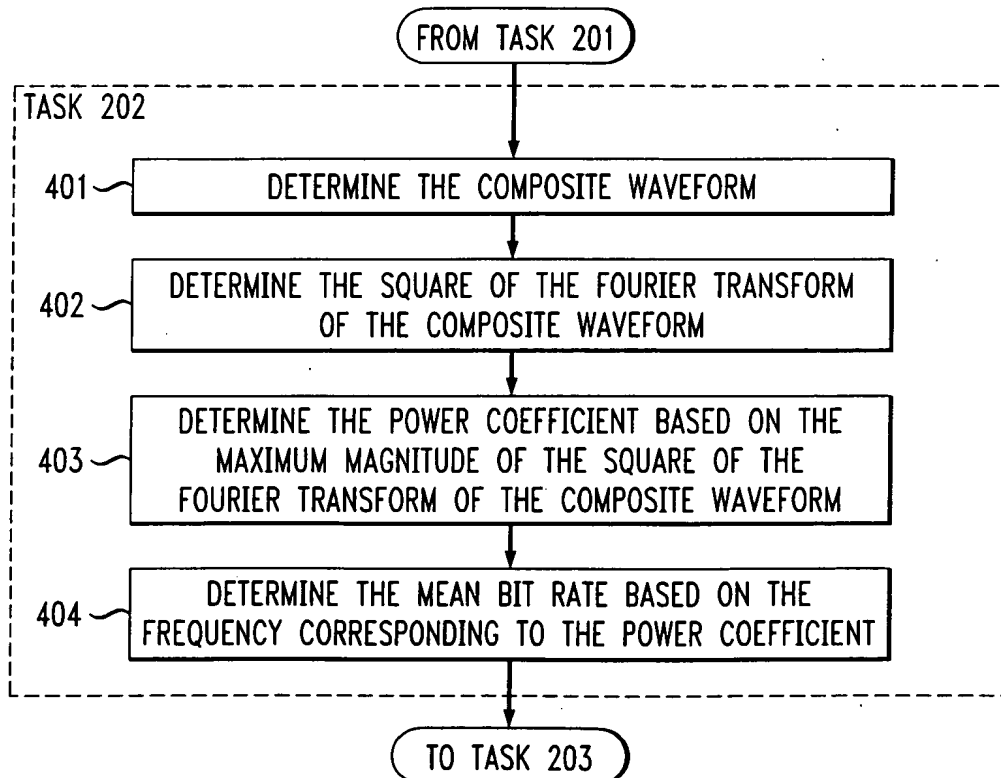 FROM TASK 201
TASK 202
401
DETERMINE THE COMPOSITE WAVEFORM
402
DETERMINE THE SQUARE OF THE FOURIER TRANSFORM
OF THE COMPOSITE WAVEFORM
403
DETERMINE THE POWER COEFFICIENT BASED ON THE
MAXIMUM MAGNITUDE OF THE SQUARE OF THE
FOURIER TRANSFORM OF THE COMPOSITE WAVEFORM
404
DETERMINE THE MEAN BIT RATE BASED ON THE
FREQUENCY CORRESPONDING TO THE POWER COEFFICIENT
TO TASK 203